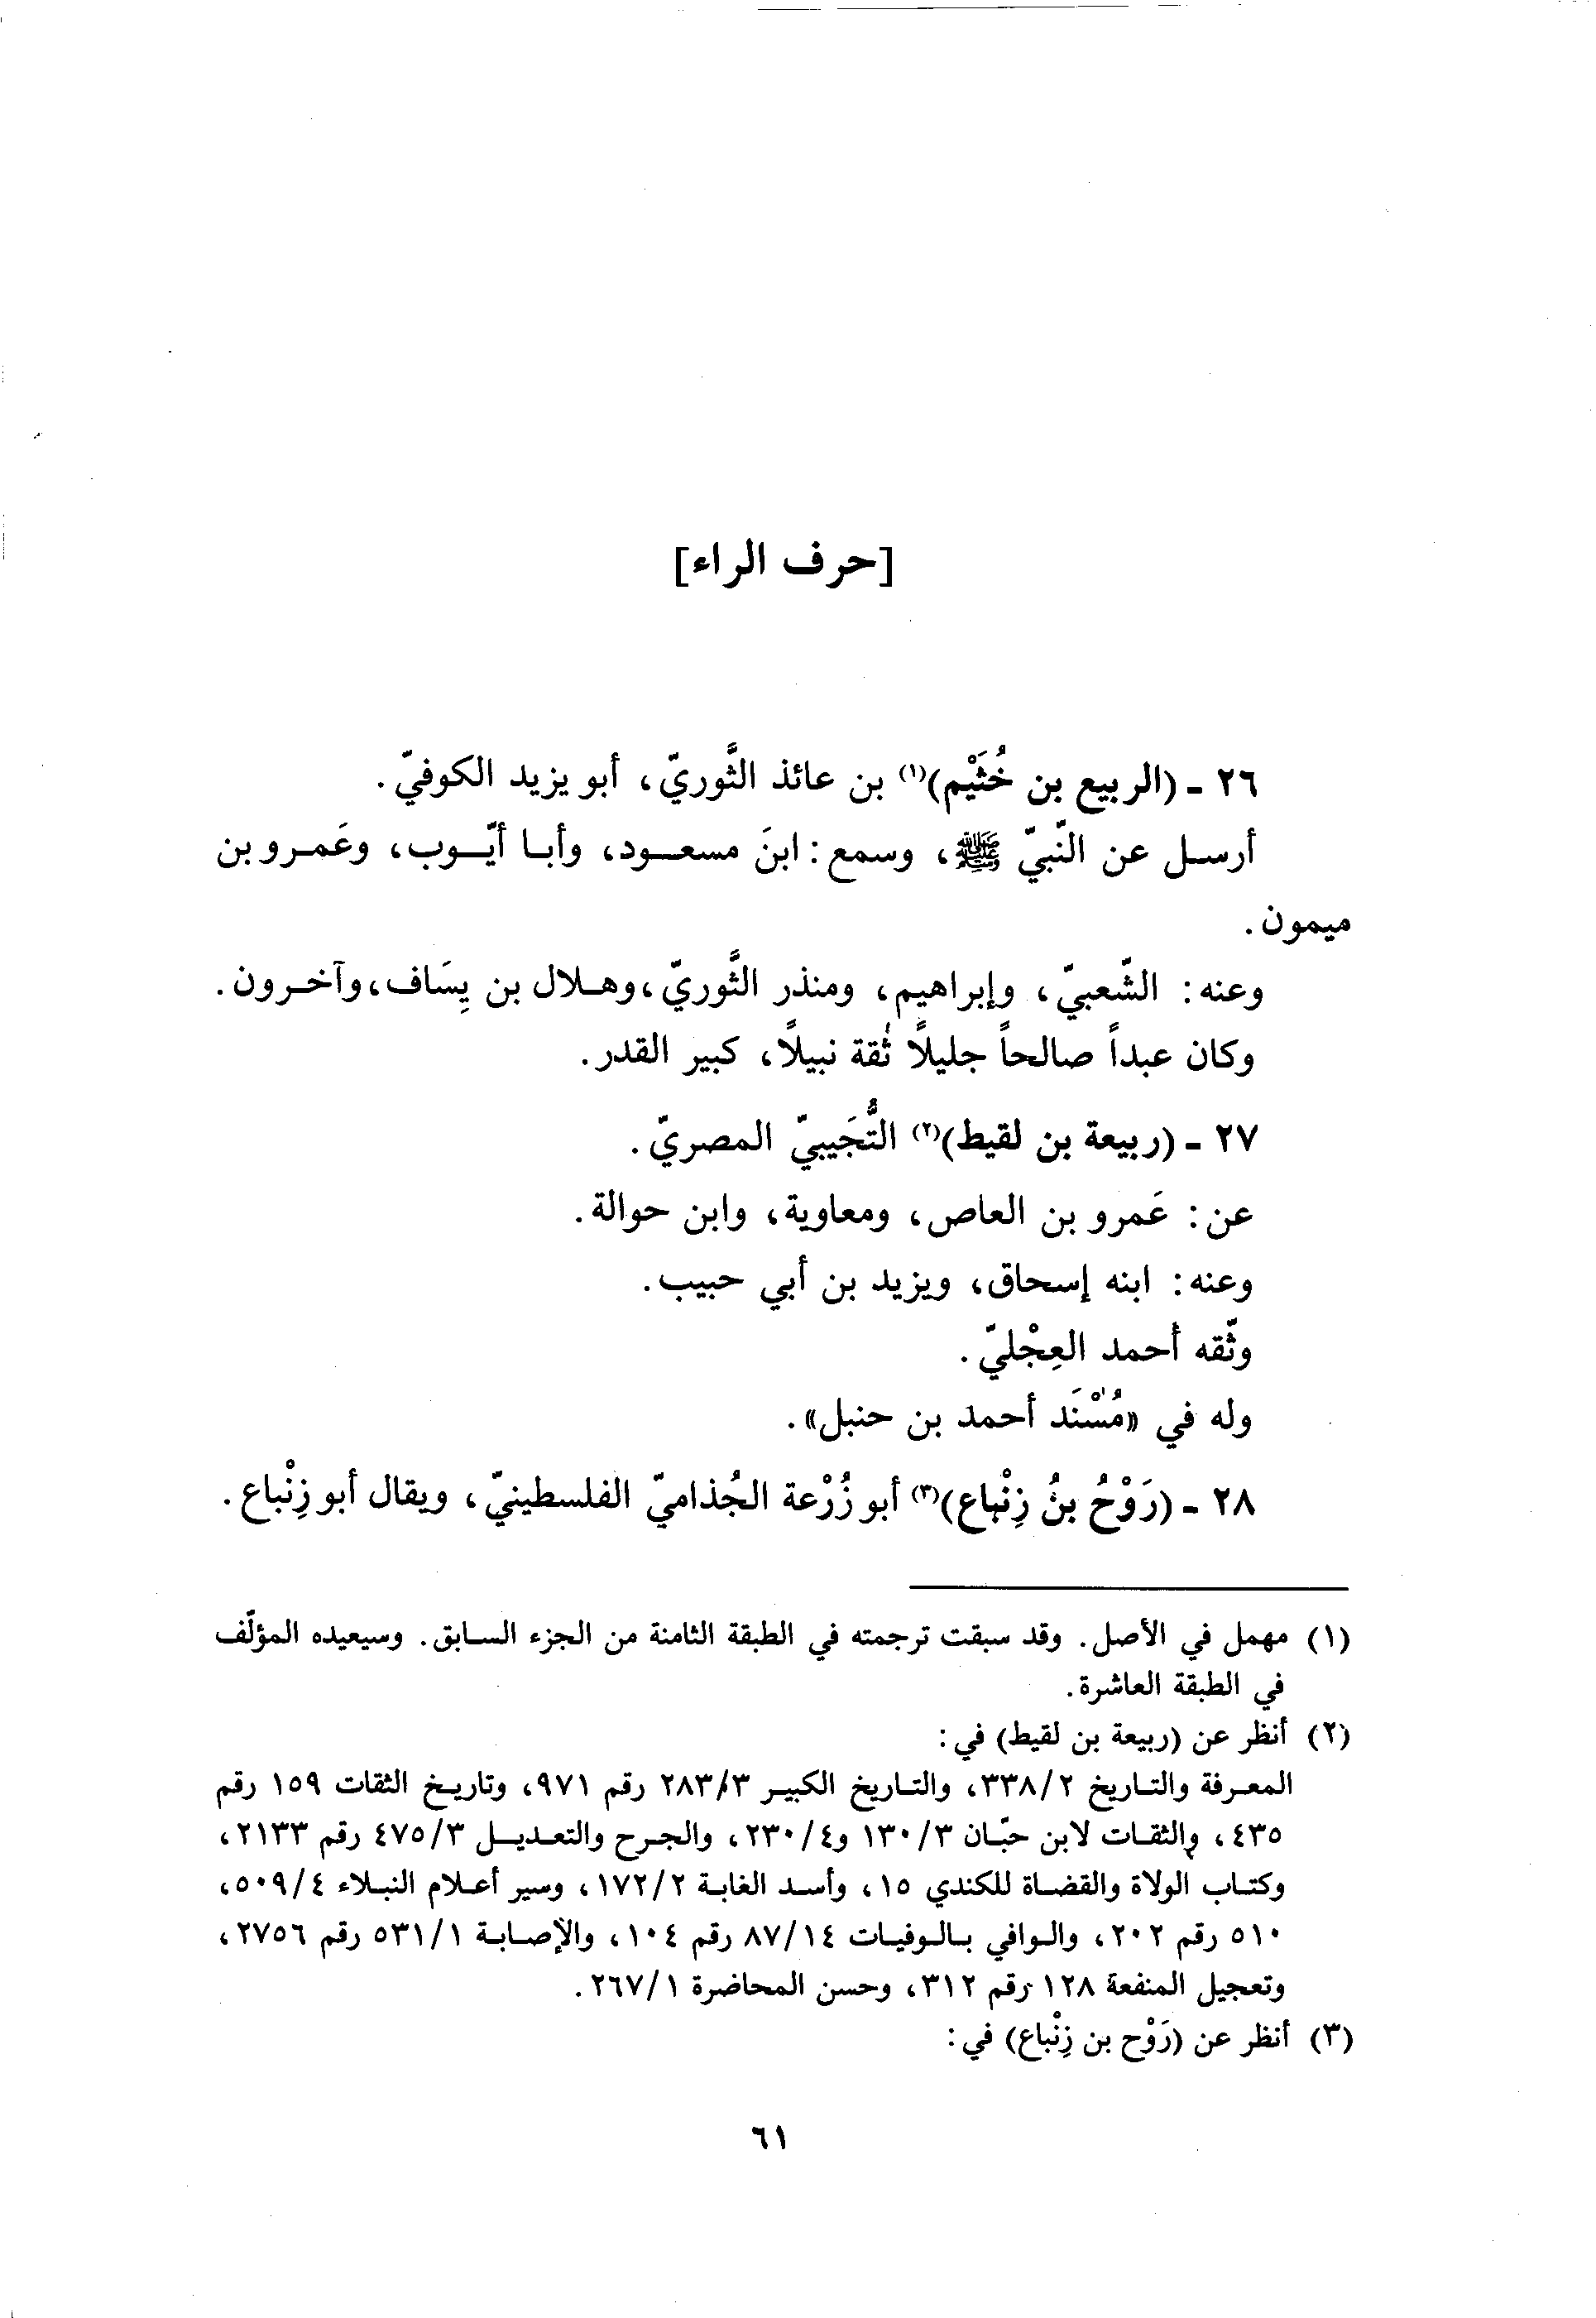 [حرف الراء]
٢٦ - (الربيع بن خُثَيْم)(١) بن عائذ الثَّوريّ، أبو يزيد الكوفيّ.
أرسل عن النّبيّ ﷺ، وسمع: ابنَ مسعود، وأبا أيّوب، وعَمرو بن
ميمون.
وعنه: الشّعبيّ، وإبراهيم، ومنذر الثَّوريّ، وهلال بن يِسَاف، وآخرون.
وكان عبداً صالحاً جليلًا ثقة نبيلًا، كبير القدر.
٢٧ - (ربيعة بن لقيط)(٢) التُّجَيبيّ المصريّ.
عن: عَمرو بن العاص، ومعاوية، وابن حوالة.
وعنه: ابنه إسحاق، ويزيد بن أبي حبيب.
وثّقه أحمد العِجْليّ.
وله في «مُسْنَد أحمد بن حنبل».
٢٨ - (رَوْحُ بنُ زِنْباع)(٣) أبو زُرْعة الجُذاميّ الفلسطينيّ، ويقال أبو زِنْباع.
(١) مهمل في الأصل. وقد سبقت ترجمته في الطبقة الثامنة من الجزء السابق. وسيعيده المؤلّف
في الطبقة العاشرة.
(٢) أنظر عن (ربيعة بن لقيط) في:
المعرفة والتاريخ ٣٣٨/٢، والتاريخ الكبير ٢٨٣/٣ رقم ٩٧١، وتاريخ الثقات ١٥٩ رقم
٤٣٥، والثقات لابن حبّان ١٣٠/٣ و٢٣٠/٤، والجرح والتعديل ٤٧٥/٣ رقم ٢١٣٣،
وكتاب الولاة والقضاة للكندي ١٥، وأسد الغابة ١٧٢/٢، وسير أعلام النبلاء ٥٠٩/٤،
٥١٠ رقم ٢٠٢، والوافي بالوفيات ٨٧/١٤ رقم ١٠٤، والإصابة ٥٣١/١ رقم ٢٧٥٦،
وتعجيل المنفعة ١٢٨ رقم ٣١٢، وحسن المحاضرة ٢٦٧/١.
(٣) أنظر عن (رَوْح بن زِنْباع) في:
٦١